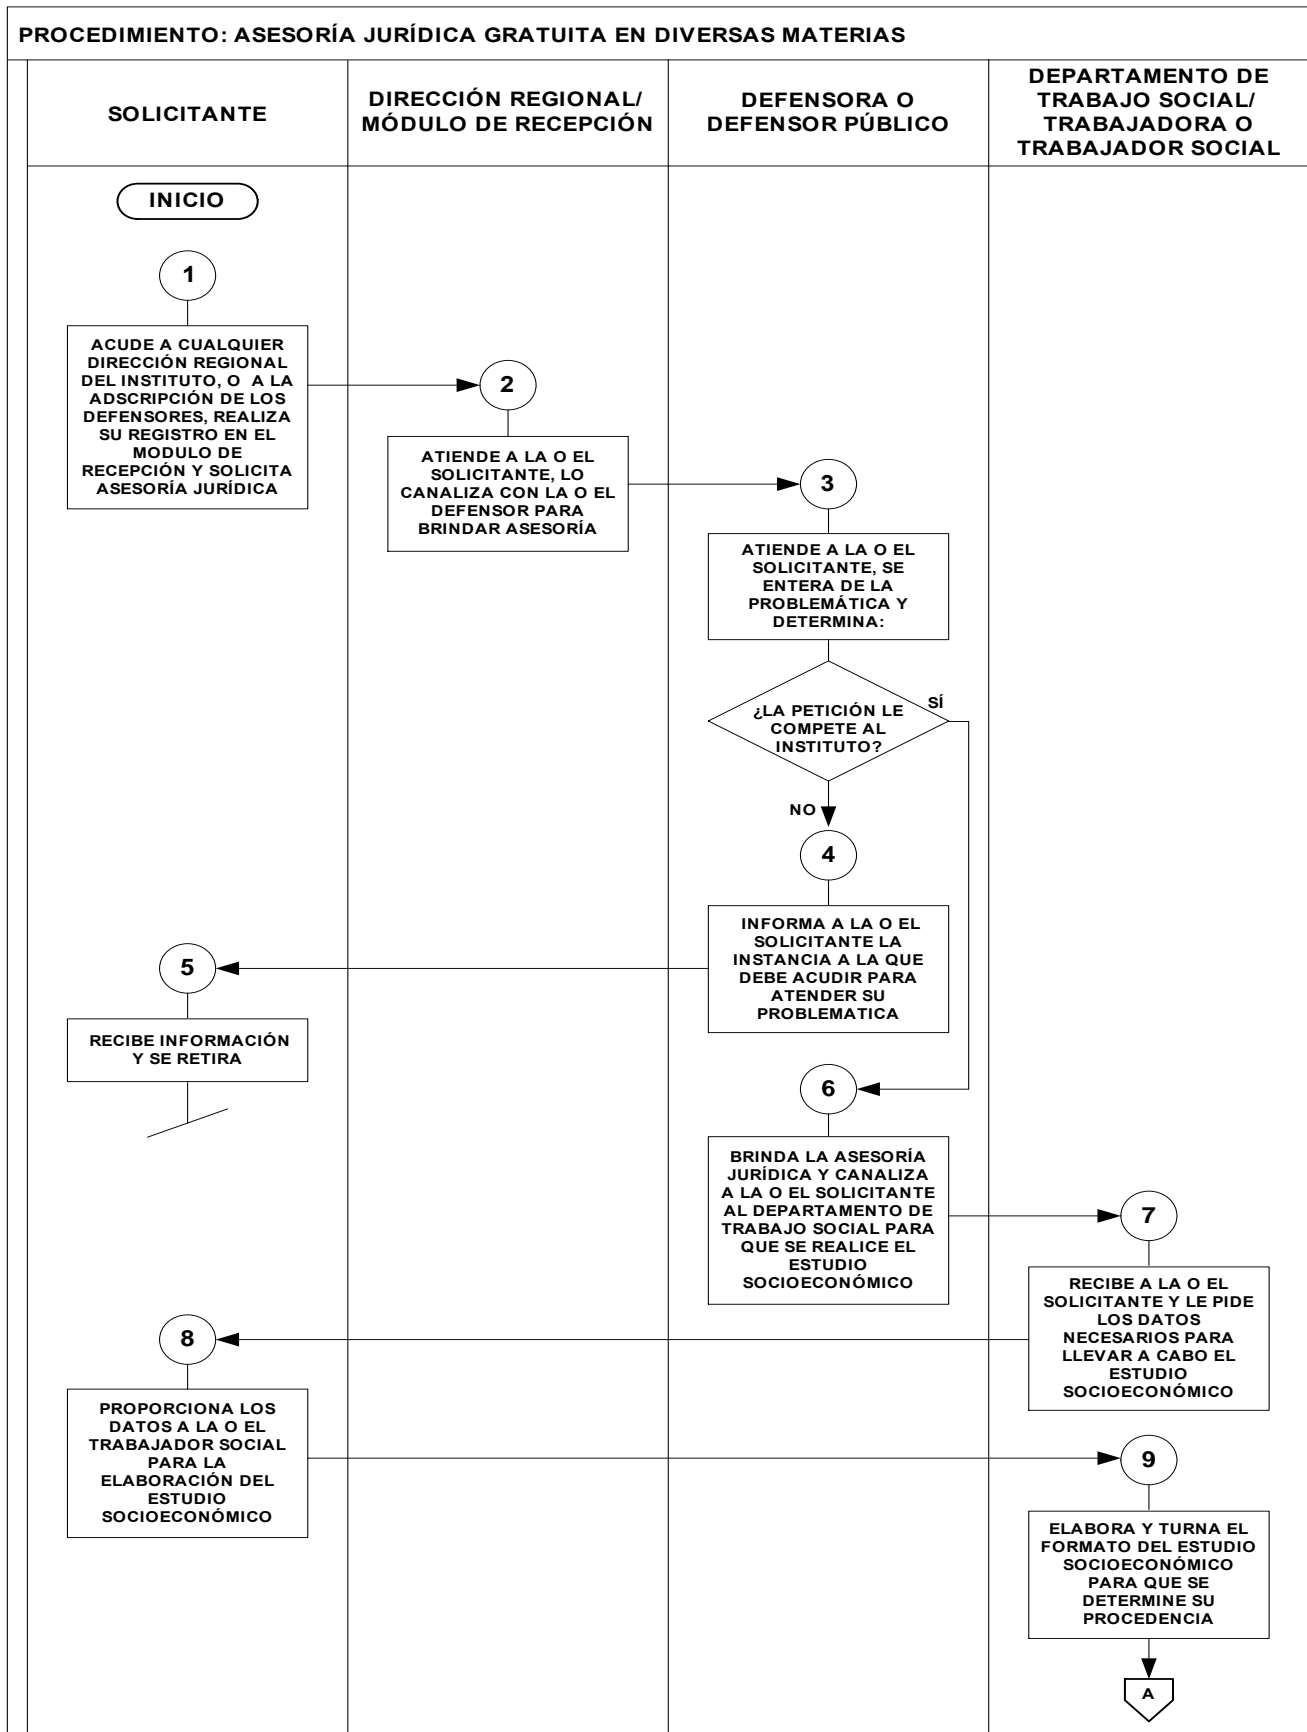 PROCEDIMIENTO: ASESORÍA JURÍDICA GRATUITA EN DIVERSAS MATERIAS
SOLICITANTE
DIRECCIÓN REGIONAL/
MÓDULO DE RECEPCIÓN
DEFENSORA O
DEFENSOR PÚBLICO
DEPARTAMENTO DE
TRABAJO SOCIAL/
TRABAJADORA O
TRABAJADOR SOCIAL
INICIO
1
ACUDE A CUALQUIER
DIRECCIÓN REGIONAL
DEL INSTITUTO, O A LA
ADSCRIPCIÓN DE LOS
DEFENSORES, REALIZA
SU REGISTRO EN EL
MODULO DE
RECEPCIÓN Y SOLICITA
ASESORÍA JURÍDICA
2
ATIENDE A LA O EL
SOLICITANTE, LO
CANALIZA CON LA O EL
DEFENSOR PARA
BRINDAR ASESORÍA
3
ATIENDE A LA O EL
SOLICITANTE, SE
ENTERA DE LA
PROBLEMÁTICA Y
DETERMINA:
¿LA PETICIÓN LE
COMPETE AL
INSTITUTO?
SÍ
NO
4
INFORMA A LA O EL
SOLICITANTE LA
INSTANCIA A LA QUE
DEBE ACUDIR PARA
ATENDER SU
PROBLEMATICA
5
RECIBE INFORMACIÓN
Y SE RETIRA
6
BRINDA LA ASESORÍA
JURÍDICA Y CANALIZA
A LA O EL SOLICITANTE
AL DEPARTAMENTO DE
TRABAJO SOCIAL PARA
QUE SE REALICE EL
ESTUDIO
SOCIOECONÓMICO
7
RECIBE A LA O EL
SOLICITANTE Y LE PIDE
LOS DATOS
NECESARIOS PARA
LLEVAR A CABO EL
ESTUDIO
SOCIOECONÓMICO
8
PROPORCIONA LOS
DATOS A LA O EL
TRABAJADOR SOCIAL
PARA LA
ELABORACIÓN DEL
ESTUDIO
SOCIOECONÓMICO
9
ELABORA Y TURNA EL
FORMATO DEL ESTUDIO
SOCIOECONÓMICO
PARA QUE SE
DETERMINE SU
PROCEDENCIA
A